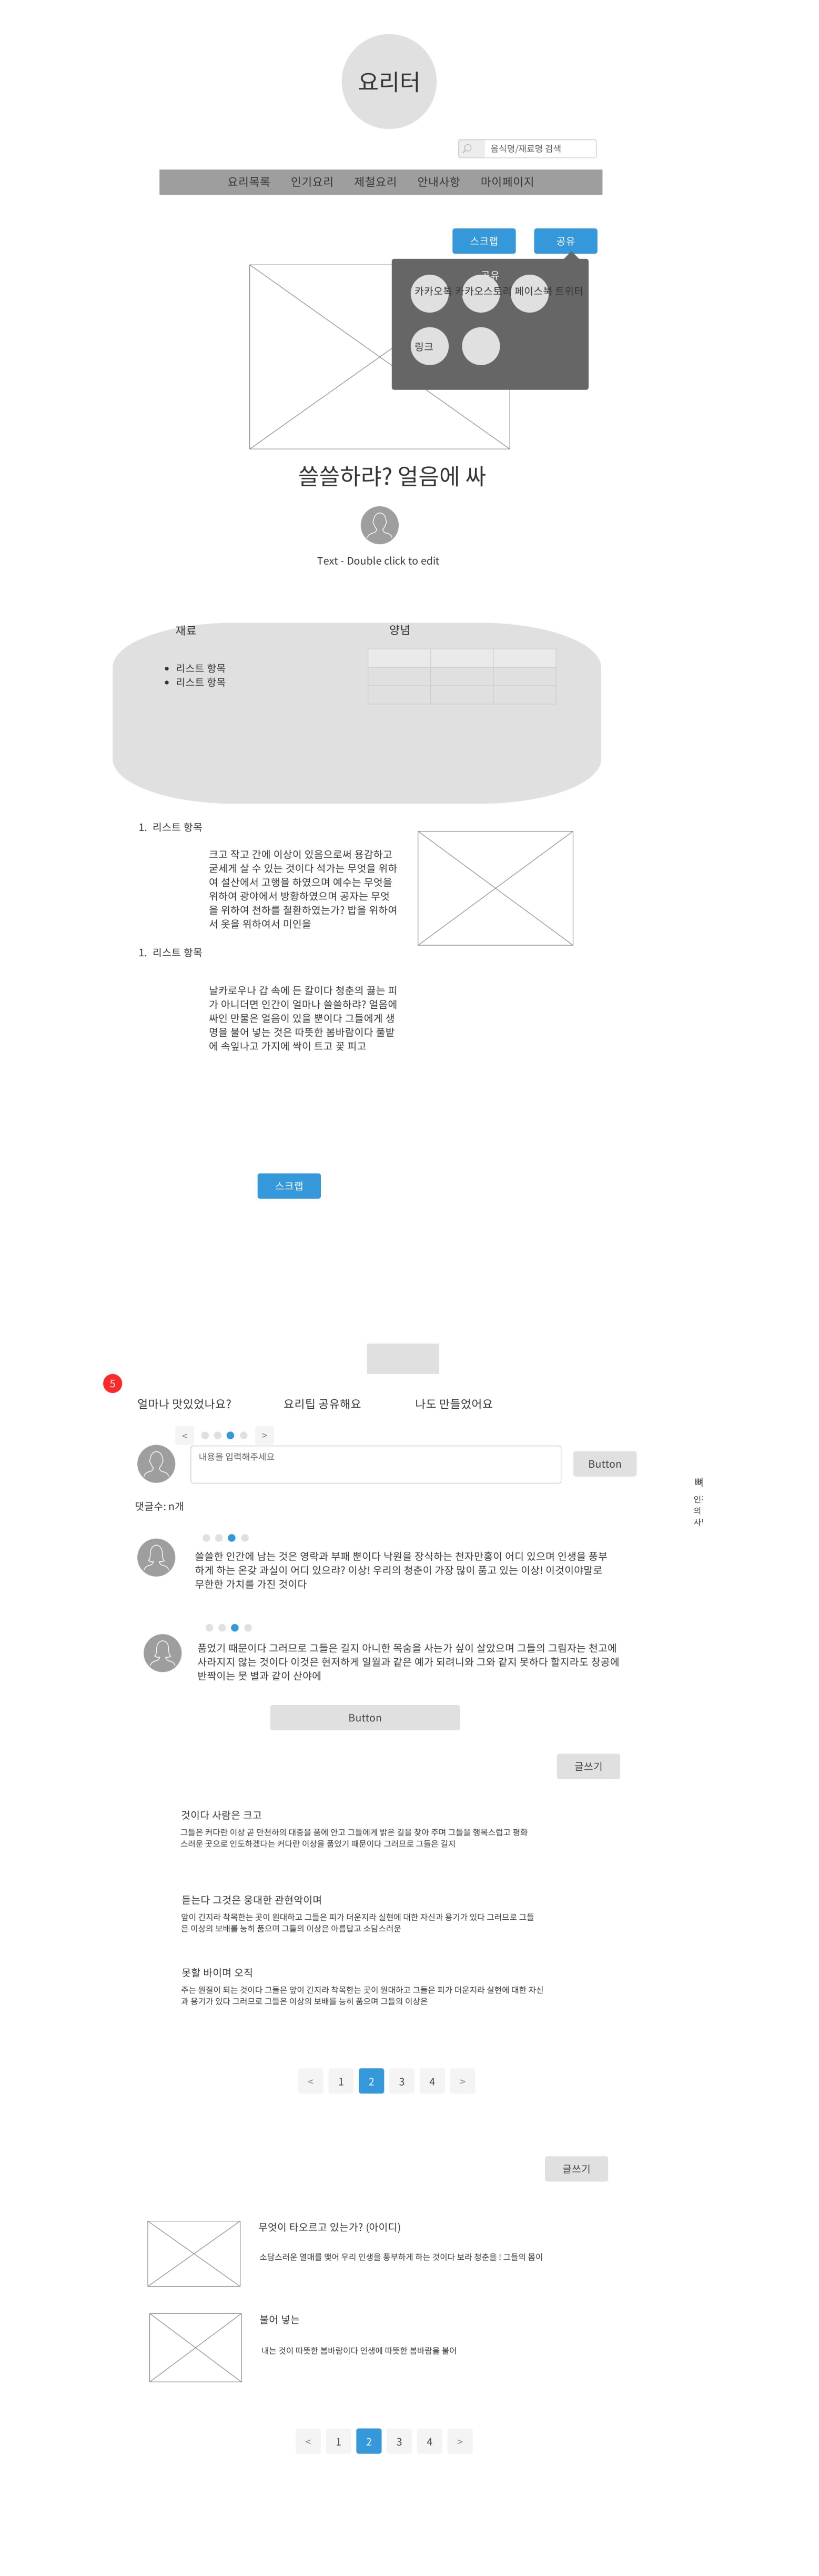 요리터
음식명/재료명 검색
요리목록 인기요리 제철요리 안내사항 마이페이지
스크랩 공유
공유
카카오톡 카카오스토리 페이스북 트위터
링크
쓸쓸하랴? 얼음에 싸
Text - Double click to edit
재료 양념
• 리스트 항목
• 리스트 항목
1. 리스트 항목
크고 작고 간에 이상이 있음으로써 용감하고
굳세게 살 수 있는 것이다 석가는 무엇을 위하
여 설산에서 고행을 하였으며 예수는 무엇을
위하여 광야에서 방황하였으며 공자는 무엇
을 위하여 천하를 철환하였는가? 밥을 위하여
서 옷을 위하여서 미인을
1. 리스트 항목
날카로우나 갑 속에 든 칼이다 청춘의 끓는 피
가 아니더면 인간이 얼마나 쓸쓸하랴? 얼음에
싸인 만물은 얼음이 있을 뿐이다 그들에게 생
명을 불어 넣는 것은 따뜻한 봄바람이다 풀밭
에 속잎나고 가지에 싹이 트고 꽃 피고
스크랩
5
얼마나 맛있었나요? 요리팁 공유해요 나도 만들었어요
< >
내용을 입력해주세요
Button
뼈
인
의
사
댓글수: n개
쓸쓸한 인간에 남는 것은 영락과 부패 뿐이다 낙원을 장식하는 천자만홍이 어디 있으며 인생을 풍부
하게 하는 온갖 과실이 어디 있으랴? 이상! 우리의 청춘이 가장 많이 품고 있는 이상! 이것이야말로
무한한 가치를 가진 것이다
품었기 때문이다 그러므로 그들은 길지 아니한 목숨을 사는가 싶이 살았으며 그들의 그림자는 천고에
사라지지 않는 것이다 이것은 현저하게 일월과 같은 예가 되려니와 그와 같지 못하다 할지라도 창공에
반짝이는 뭇 별과 같이 산야에
Button
글쓰기
것이다 사람은 크고
그들은 커다란 이상 곧 만천하의 대중을 품에 안고 그들에게 밝은 길을 찾아 주며 그들을 행복스럽고 평화
스러운 곳으로 인도하겠다는 커다란 이상을 품었기 때문이다 그러므로 그들은 길지
듣는다 그것은 웅대한 관현악이며
앞이 긴지라 착목한는 곳이 원대하고 그들은 피가 더운지라 실현에 대한 자신과 용기가 있다 그러므로 그들
은 이상의 보배를 능히 품으며 그들의 이상은 아름답고 소담스러운
못할 바이며 오직
주는 원질이 되는 것이다 그들은 앞이 긴지라 착목한는 곳이 원대하고 그들은 피가 더운지라 실현에 대한 자신
과 용기가 있다 그러므로 그들은 이상의 보배를 능히 품으며 그들의 이상은
< 1 2 3 4 >
글쓰기
무엇이 타오르고 있는가? (아이디)
소담스러운 열매를 맺어 우리 인생을 풍부하게 하는 것이다 보라 청춘을 ! 그들의 몸이
불어 넣는
내는 것이 따뜻한 봄바람이다 인생에 따뜻한 봄바람을 불어
< 1 2 3 4 >